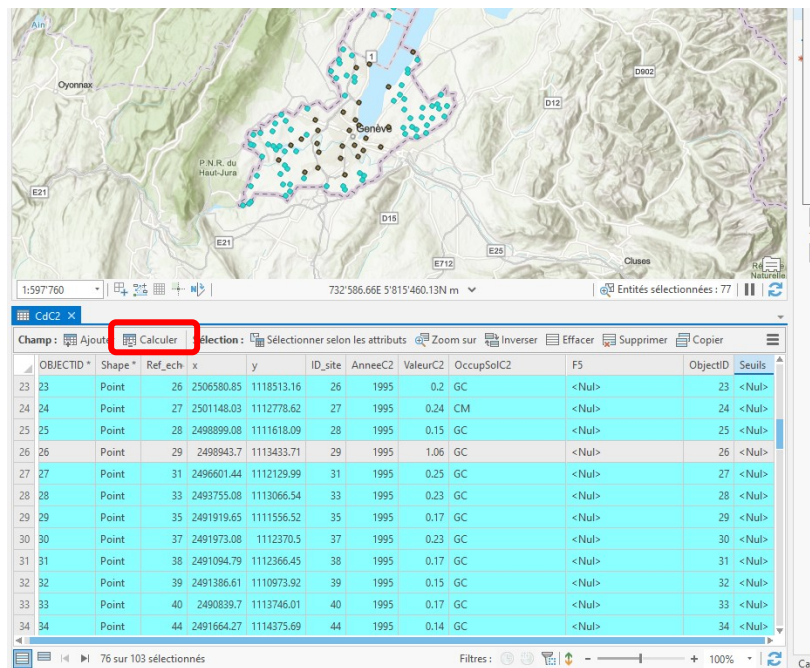 Ain
Oyonnax
1
D902
Genève
D12
P.N.R. du
Haut-Jura
E21
D15
E21
E25
E712
Cluses
Naturelle
1:597'760 732'586.66E 5'815'460.13N m Entités sélectionnées : 77
CdC2
Champ : Ajoute Calculer Sélection : Sélectionner selon les attributs Zoom sur Inverser Effacer Supprimer Copier
OBJECTID * Shape * Ref_ech x y ID_site AnneeC2 ValeurC2 OccupSolC2 F5 ObjectID Seuils
23 23 Point 26 2506580.85 1118513.16 26 1995 0.2 GC <Nul> 23 <Nul>
24 24 Point 27 2501148.03 1112778.62 27 1995 0.24 CM <Nul> 24 <Nul>
25 25 Point 28 2498899.08 1111618.09 28 1995 0.15 GC <Nul> 25 <Nul>
26 26 Point 29 2498943.7 1113433.71 29 1995 1.06 GC <Nul> 26 <Nul>
27 27 Point 31 2496601.44 1112129.99 31 1995 0.25 GC <Nul> 27 <Nul>
28 28 Point 33 2493755.08 1113066.54 33 1995 0.23 GC <Nul> 28 <Nul>
29 29 Point 35 2491919.65 1111556.52 35 1995 0.17 GC <Nul> 29 <Nul>
30 30 Point 37 2491973.08 1112370.5 37 1995 0.23 GC <Nul> 30 <Nul>
31 31 Point 38 2491094.79 1112366.45 38 1995 0.17 GC <Nul> 31 <Nul>
32 32 Point 39 2491386.61 1110973.92 39 1995 0.15 GC <Nul> 32 <Nul>
33 33 Point 40 2490839.7 1113746.01 40 1995 0.17 GC <Nul> 33 <Nul>
34 34 Point 44 2491664.27 1114375.69 44 1995 0.14 GC <Nul> 34 <Nul>
76 sur 103 sélectionnés Filtres : - + 100%